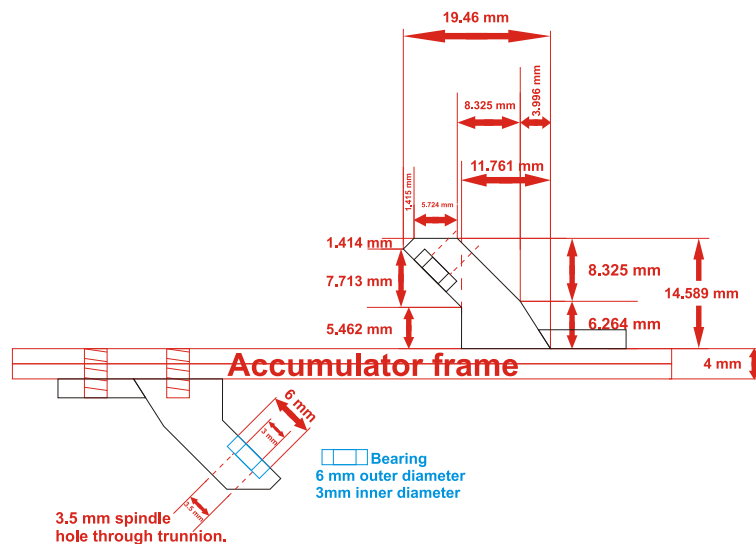 19.46 mm
8.325 mm
3.996 mm
11.761 mm
1.415 mm
5.724 mm
1.414 mm
7.713 mm
5.462 mm
8.325 mm
14.589 mm
6.264 mm
Accumulator frame
4 mm
6 mm
3 mm
3.5 mm
Bearing
6 mm outer diameter
3mm inner diameter
3.5 mm spindle
hole through trunnion.